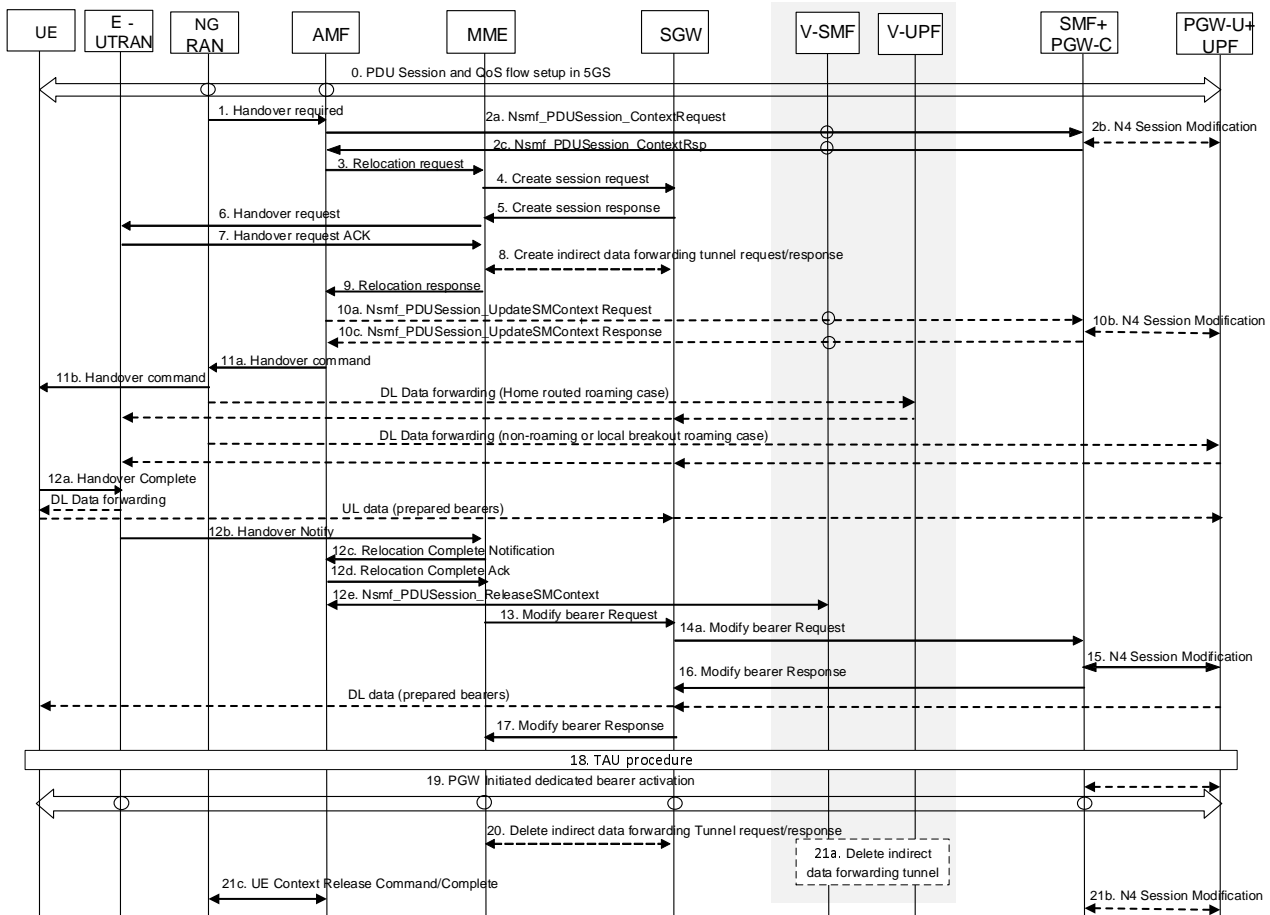 UE
E -
UTRAN
NG
RAN
AMF
MME
SGW
V-SMF
V-UPF
SMF+
PGW-C
PGW-U+
UPF
0. PDU Session and QoS flow setup in 5GS
1. Handover required
2a. Nsmf_PDUSession_ContextRequest
2b. N4 Session Modification
2c. Nsmf_PDUSession_ContextRsp
3. Relocation request
4. Create session request
5. Create session response
6. Handover request
7. Handover request ACK
8. Create indirect data forwarding tunnel request/response
9. Relocation response
10a. Nsmf_PDUSession_UpdateSMContext Request
10b. N4 Session Modification
10c. Nsmf_PDUSession_UpdateSMContext Response
11a. Handover command
11b. Handover command
DL Data forwarding (Home routed roaming case)
DL Data forwarding (non-roaming or local breakout roaming case)
12a. Handover Complete
DL Data forwarding
UL data (prepared bearers)
12b. Handover Notify
12c. Relocation Complete Notification
12d. Relocation Complete Ack
12e. Nsmf_PDUSession_ReleaseSMContext
13. Modify bearer Request
14a. Modify bearer Request
15. N4 Session Modification
16. Modify bearer Response
DL data (prepared bearers)
17. Modify bearer Response
18. TAU procedure
19. PGW Initiated dedicated bearer activation
20. Delete indirect data forwarding Tunnel request/response
21a. Delete indirect
data forwarding tunnel
21c. UE Context Release Command/Complete
21b. N4 Session Modification